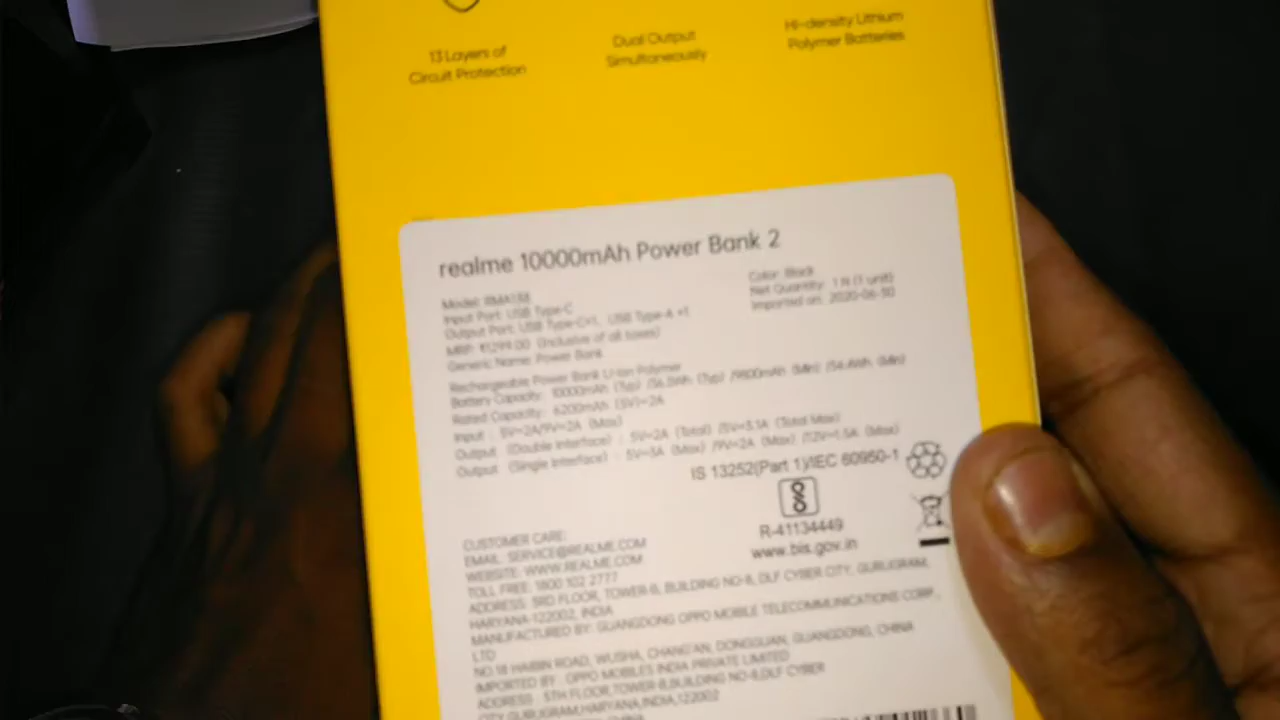 13 Layers of
Circuit Protection
Dual Output
Simultaneously
Hi-density Lithium
Polymer Batteries
realme 10000mAh Power Bank 2
Model: RMA138
Input Port: USB Type-C
Output Port: USB Type-C×1, USB Type-A ×1
MRP: ₹1299.00 (Inclusive of all taxes)
Generic Name: Power Bank
Color: Black
Net Quantity: 1 N (1 unit)
Imported on: 2020-06-30
Rechargeable Power Bank Li-ion Polymer
Battery Capacity: 10000mAh (Typ) /38.5Wh (Typ) /9800mAh (Min) /
Rated Capacity: 6200mAh (5V⎓2A
Input : 5V⎓2A/9V⎓2A (Max)
Output (Double Interface) : 5V⎓2A (Total) /5V⎓3.1A (Total Max)
Output (Single Interface) : 5V⎓3A (Max) /9V⎓2A (Max) /12V⎓1.5A (Max)
IS 13252(Part 1)/IEC 60950-1
R-41134449
www.bis.gov.in
CUSTOMER CARE:
EMAIL: SERVICE@REALME.COM
WEBSITE: WWW.REALME.COM
TOLL FREE: 1800 102 2777
ADDRESS: 3RD FLOOR, TOWER-B, BUILDING NO-8, DLF CYBER CITY, GURUGRAM,
HARYANA-122002, INDIA
MANUFACTURED BY: GUANGDONG OPPO MOBILE TELECOMMUNICATIONS CORP.,
LTD
NO.18 HAIBIN ROAD, WUSHA, CHANG'AN, DONGGUAN, GUANGDONG, CHINA
IMPORTED BY : OPPO MOBILES INDIA PRIVATE LIMITED
ADDRESS : 5TH FLOOR,TOWER-B,BUILDING NO-8,DLF CYBER
CITY,GURUGRAM,HARYANA,INDIA,122002
CHINA